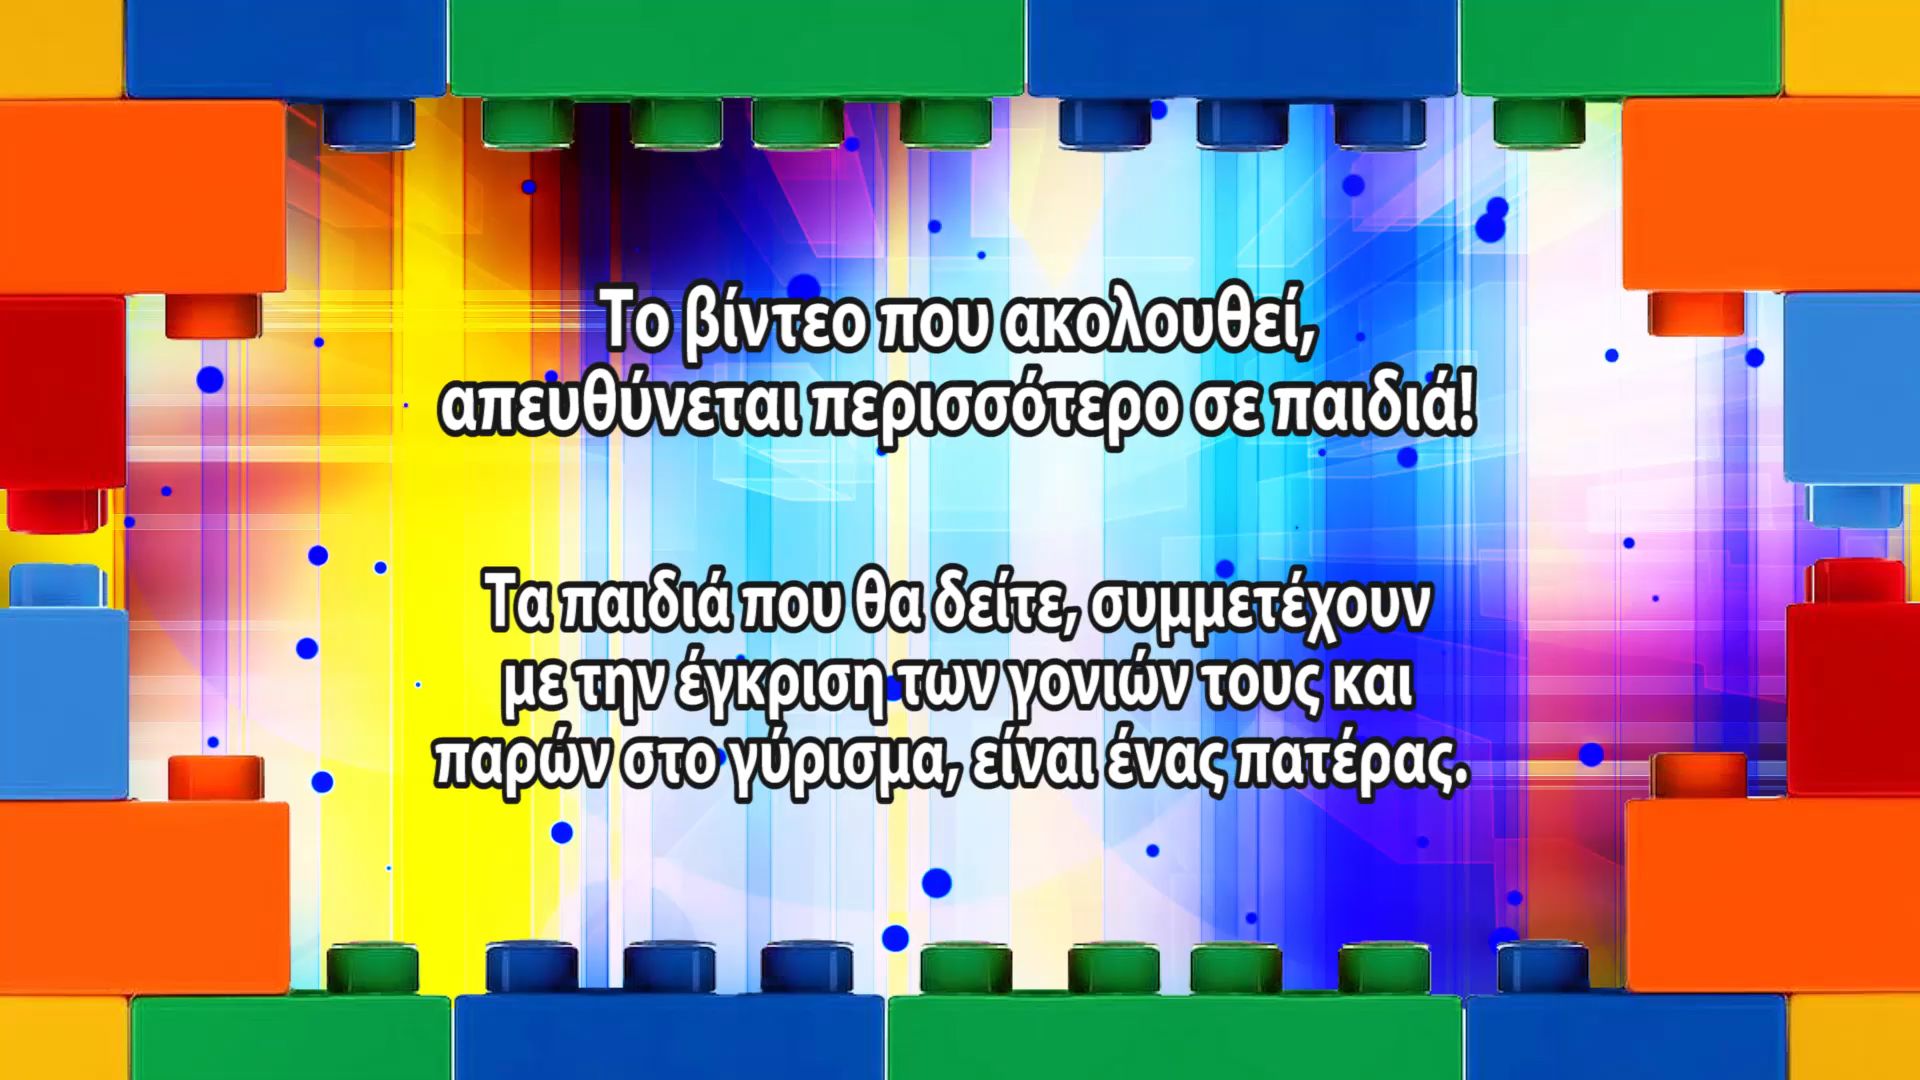 Το βίντεο που ακολουθεί,
απευθύνεται περισσότερο σε παιδιά!
Τα παιδιά που θα δείτε, συμμετέχουν
με την έγκριση των γονιών τους και
παρών στο γύρισμα, είναι ένας πατέρας.